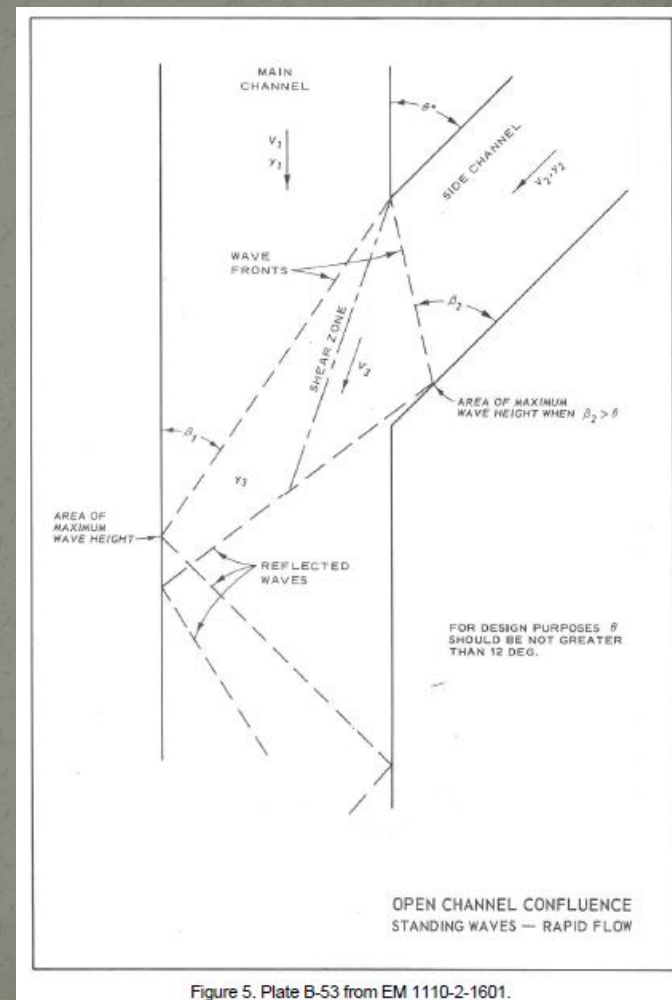 MAIN
CHANNEL
V₁
y₁
θ*
SIDE CHANNEL
V₂, y₂
WAVE
FRONTS
SHEAR ZONE
V₃
β₂
AREA OF MAXIMUM
WAVE HEIGHT WHEN β₂ > θ
β₁
y₃
AREA OF
MAXIMUM
WAVE HEIGHT
REFLECTED
WAVES
FOR DESIGN PURPOSES θ
SHOULD BE NOT GREATER
THAN 12 DEG.
OPEN CHANNEL CONFLUENCE
STANDING WAVES — RAPID FLOW
Figure 5. Plate B-53 from EM 1110-2-1601.